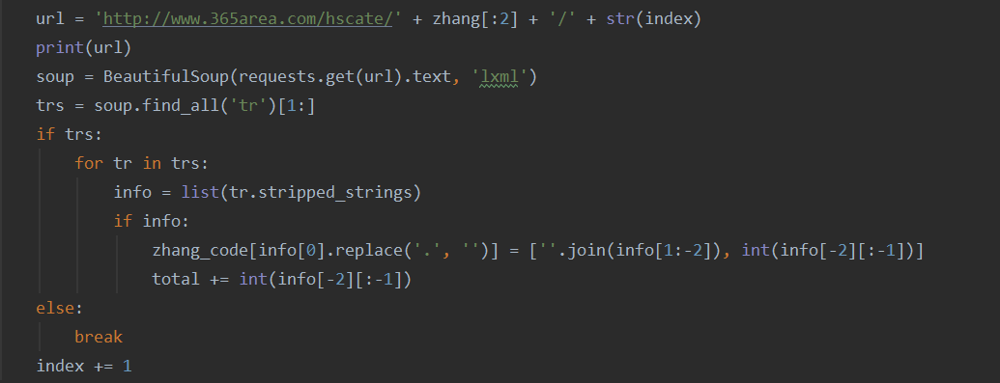 url = 'http://www.365area.com/hscate/' + zhang[:2] + '/' + str(index)
print(url)
soup = BeautifulSoup(requests.get(url).text, 'lxml')
trs = soup.find_all('tr')[1:]
if trs:
    for tr in trs:
        info = list(tr.stripped_strings)
        if info:
            zhang_code[info[0].replace('.', '')] = [''.join(info[1:-2]), int(info[-2][:-1])]
            total += int(info[-2][:-1])
else:
    break
index += 1